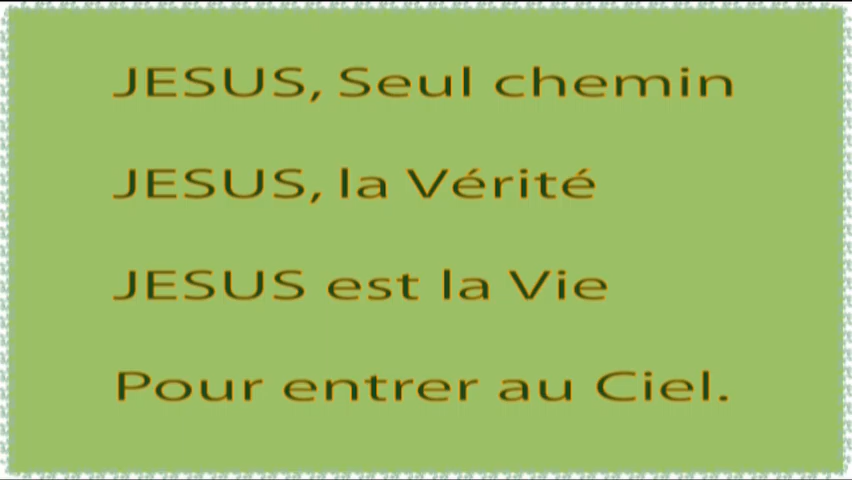 JESUS, Seul chemin
JESUS, la Vérité
JESUS est la Vie
Pour entrer au Ciel.